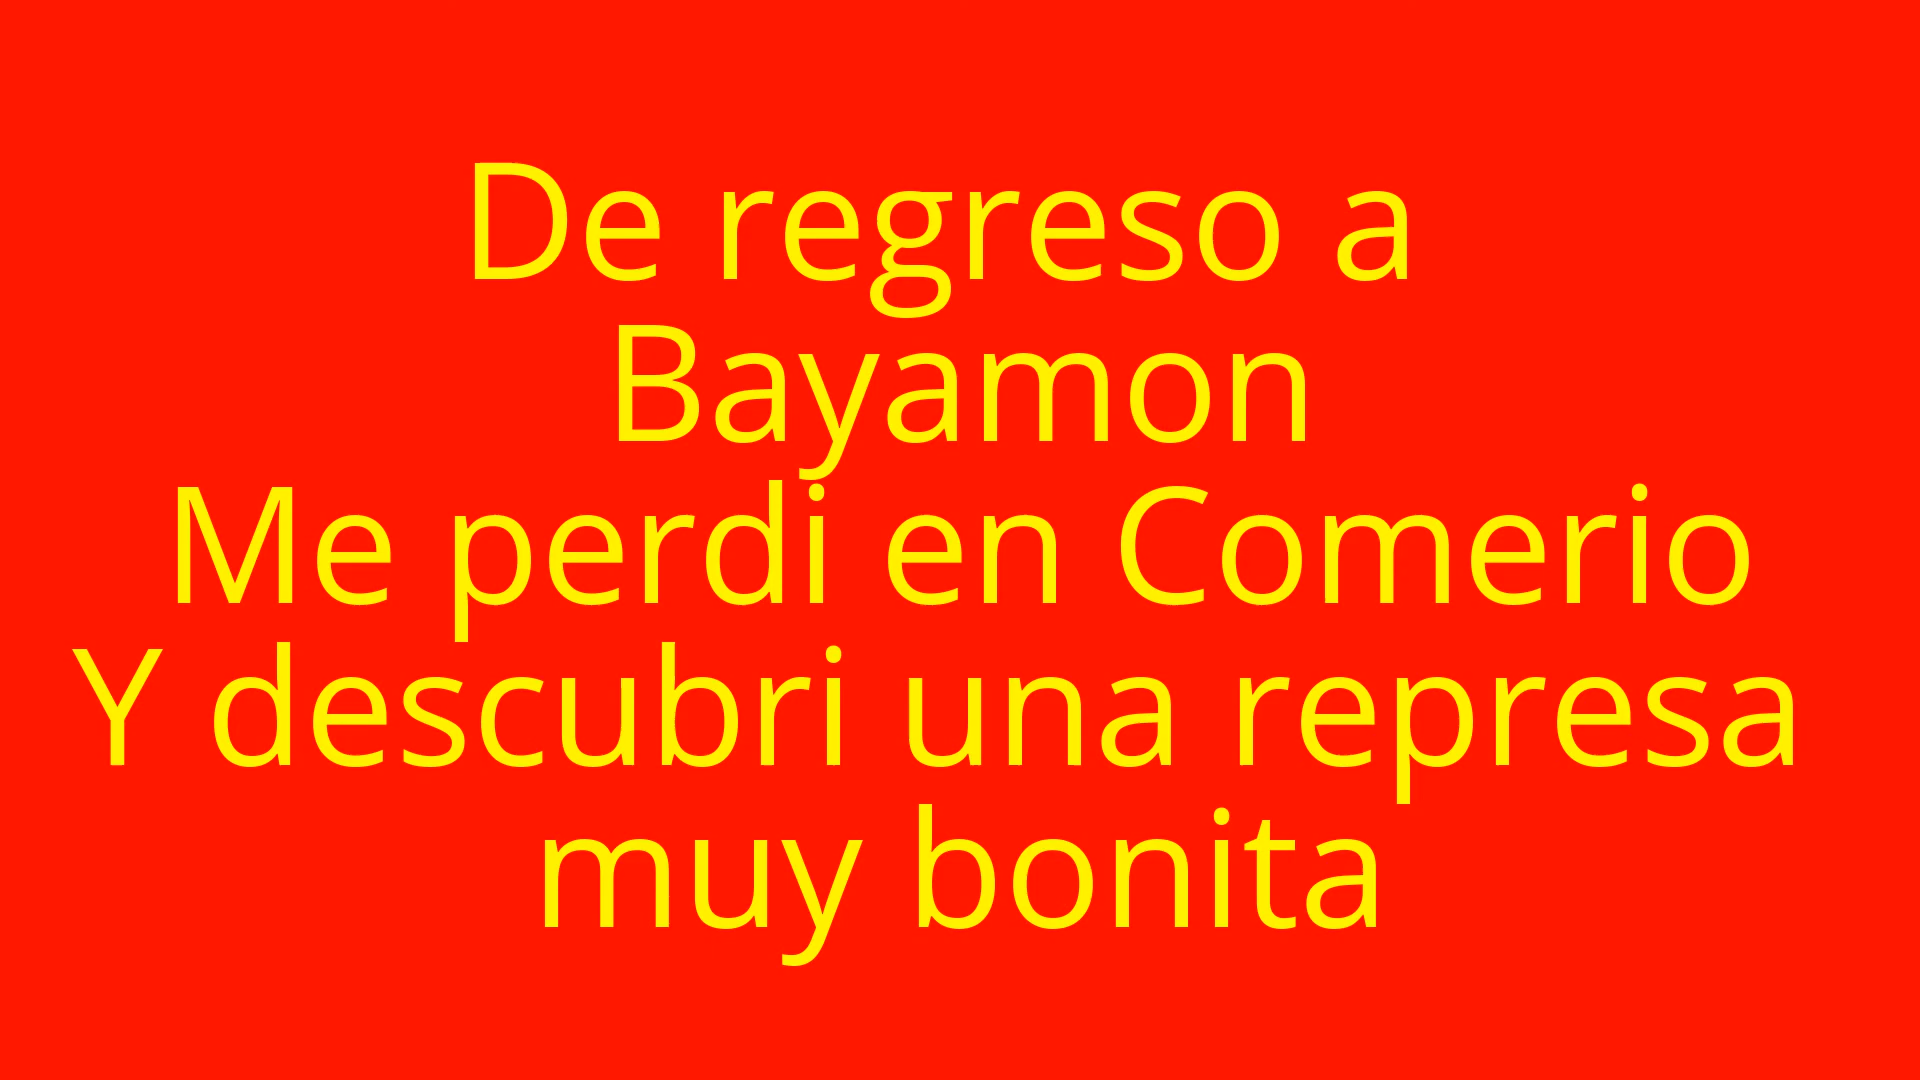 De regreso a
Bayamon
Me perdi en Comerio
Y descubri una represa
muy bonita